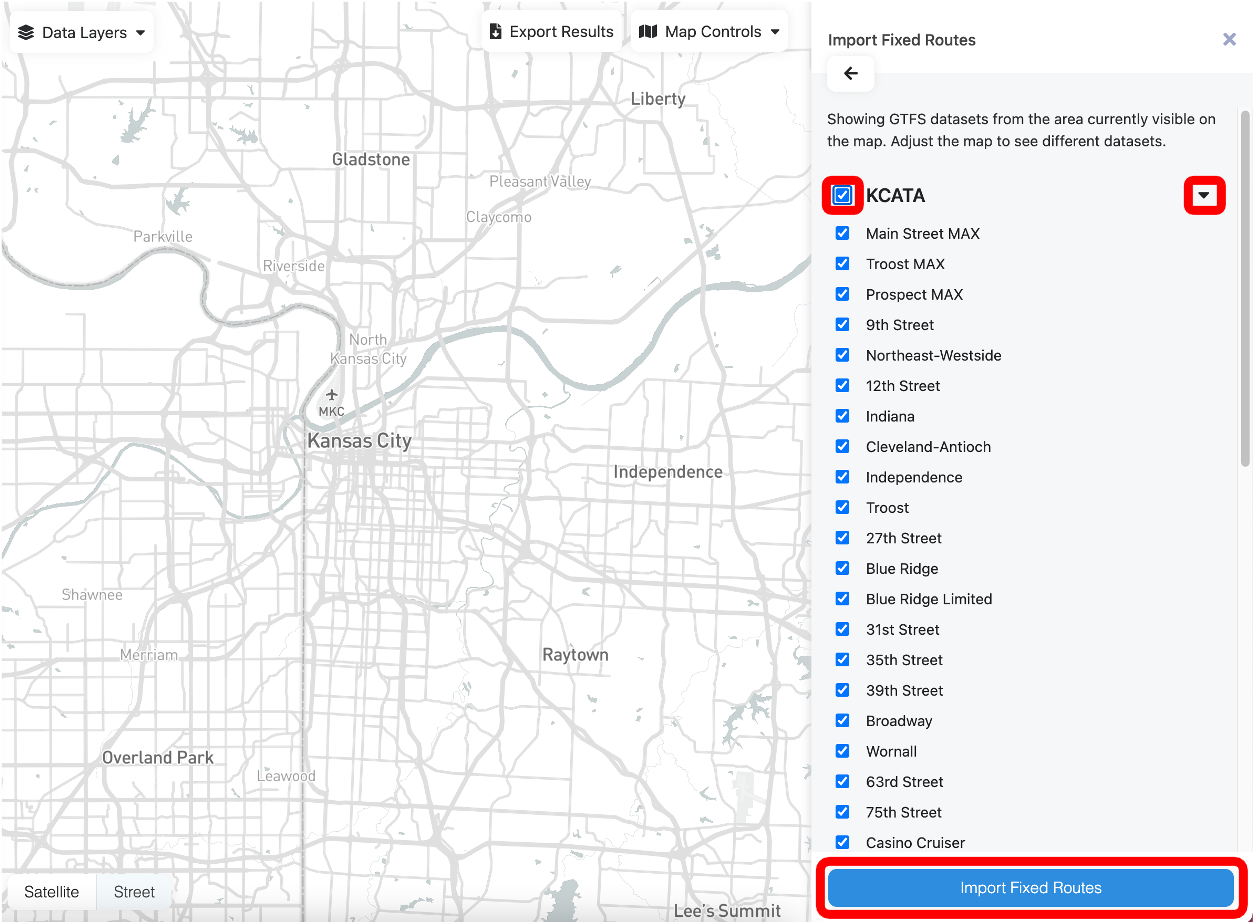 Data Layers
Export Results
Map Controls
Liberty
Gladstone
Pleasant Valley
Claycomo
Parkville
Riverside
North
Kansas City
MKC
Kansas City
Independence
Shawnee
Merriam
Raytown
Overland Park
Leawood
Lee's Summit
Satellite
Street
Import Fixed Routes
Showing GTFS datasets from the area currently visible on
the map. Adjust the map to see different datasets.
KCATA
Main Street MAX
Troost MAX
Prospect MAX
9th Street
Northeast-Westside
12th Street
Indiana
Cleveland-Antioch
Independence
Troost
27th Street
Blue Ridge
Blue Ridge Limited
31st Street
35th Street
39th Street
Broadway
Wornall
63rd Street
75th Street
Casino Cruiser
Import Fixed Routes